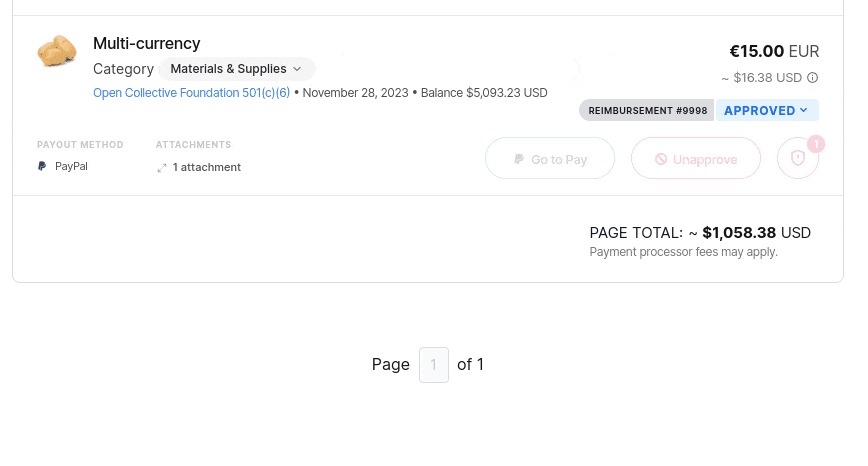 Multi-currency
€15.00 EUR
Category Materials & Supplies
~ $16.38 USD
Open Collective Foundation 501(c)(6) • November 28, 2023 • Balance $5,093.23 USD
REIMBURSEMENT #9998 APPROVED
PAYOUT METHOD ATTACHMENTS
PayPal 1 attachment
Go to Pay Unapprove 1
PAGE TOTAL: ~ $1,058.38 USD
Payment processor fees may apply.
Page 1 of 1